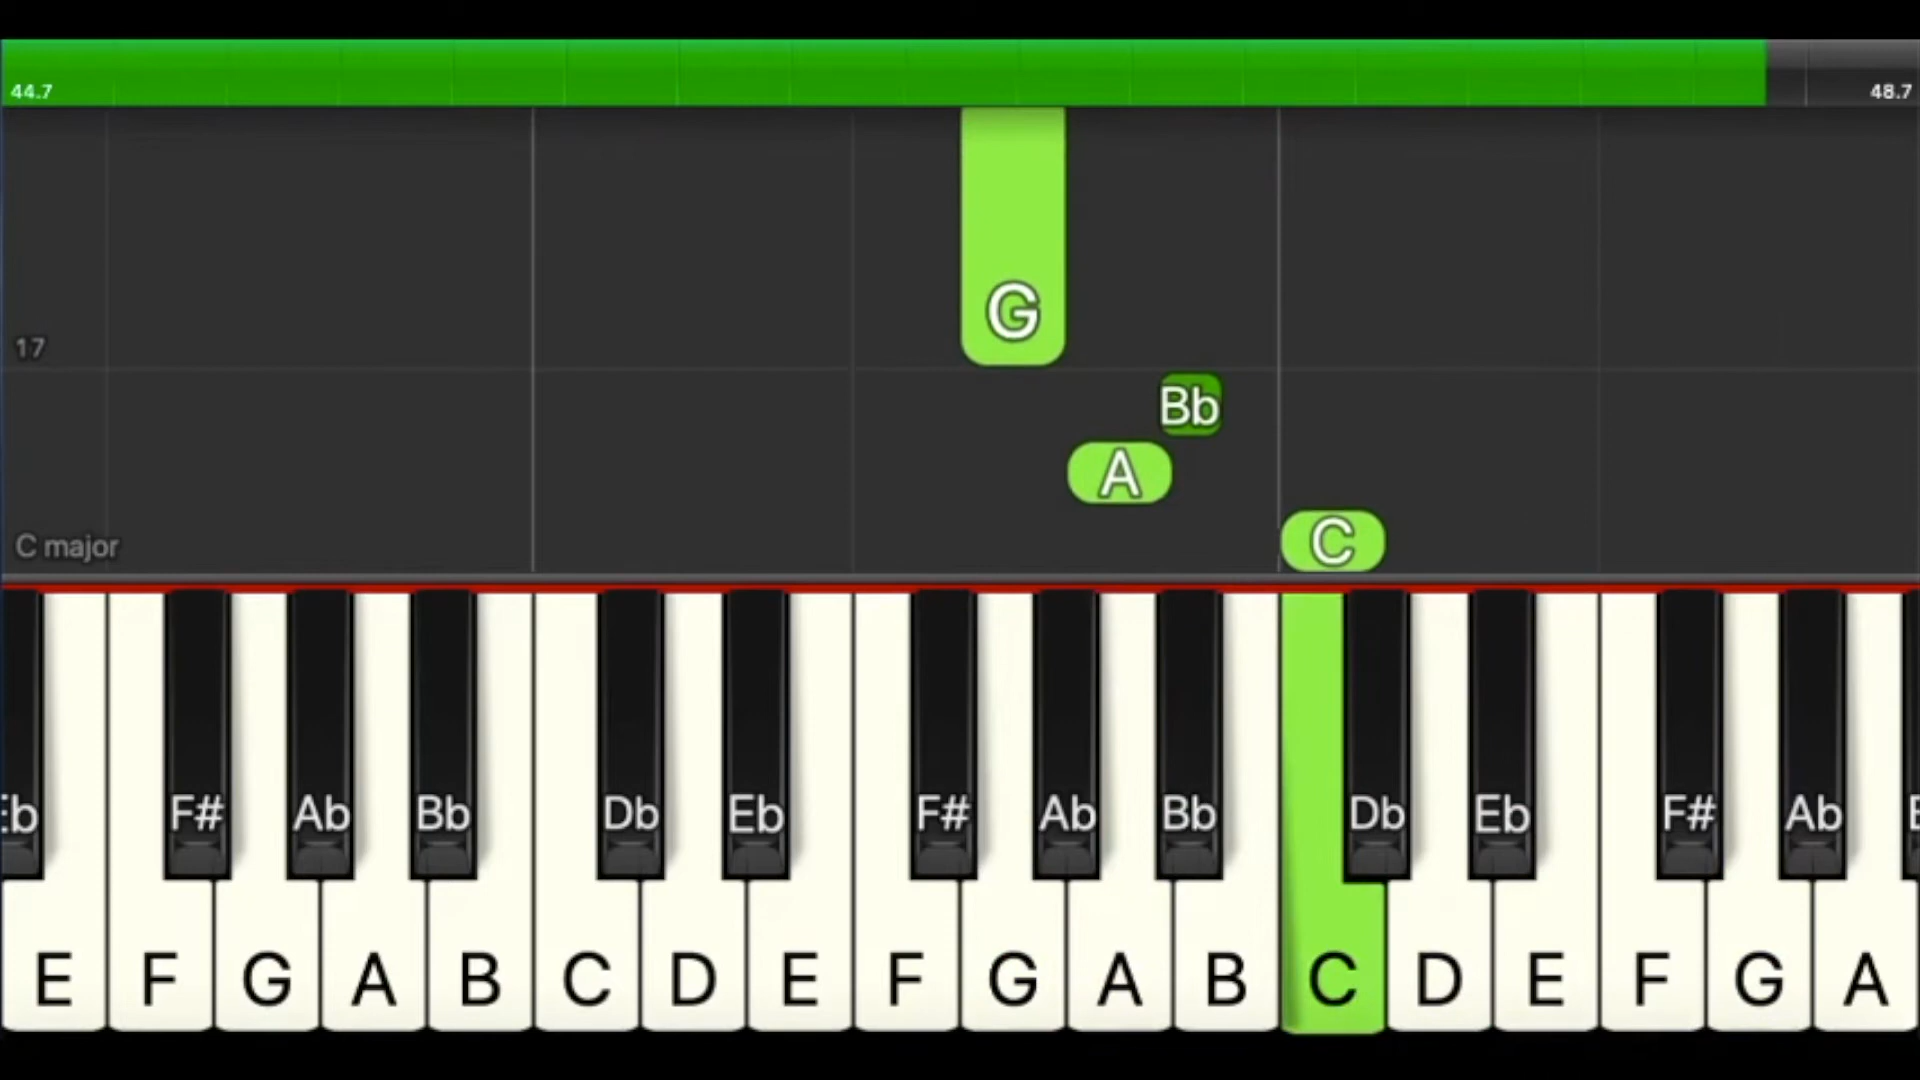 44.7 48.7
G
17
Bb
A
C major C
Eb F# Ab Bb Db Eb F# Ab Bb Db Eb F# Ab
E F G A B C D E F G A B C D E F G A